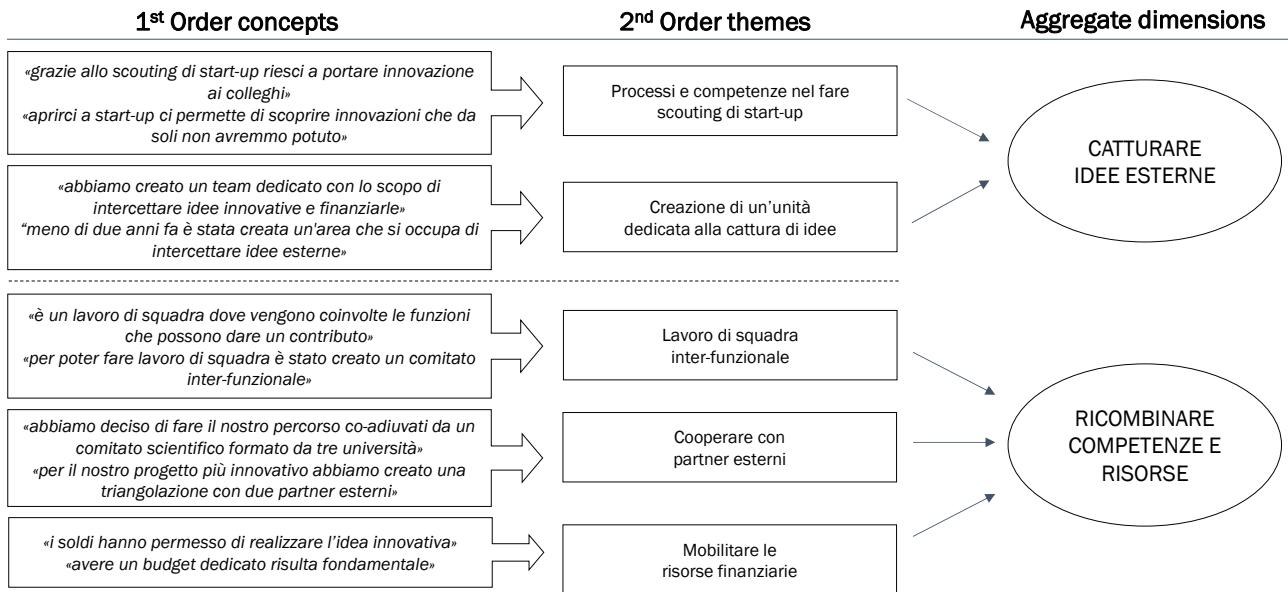 1st Order concepts
2nd Order themes
Aggregate dimensions
«grazie allo scouting di start-up riesci a portare innovazione
ai colleghi»
«aprirci a start-up ci permette di scoprire innovazioni che da
soli non avremmo potuto»
Processi e competenze nel fare
scouting di start-up
CATTURARE
IDEE ESTERNE
«abbiamo creato un team dedicato con lo scopo di
intercettare idee innovative e finanziarle»
“meno di due anni fa è stata creata un'area che si occupa di
intercettare idee esterne»
Creazione di un’unità
dedicata alla cattura di idee
«è un lavoro di squadra dove vengono coinvolte le funzioni
che possono dare un contributo»
«per poter fare lavoro di squadra è stato creato un comitato
inter-funzionale»
Lavoro di squadra
inter-funzionale
«abbiamo deciso di fare il nostro percorso co-adiuvati da un
comitato scientifico formato da tre università»
«per il nostro progetto più innovativo abbiamo creato una
triangolazione con due partner esterni»
Cooperare con
partner esterni
RICOMBINARE
COMPETENZE E
RISORSE
«i soldi hanno permesso di realizzare l’idea innovativa»
«avere un budget dedicato risulta fondamentale»
Mobilitare le
risorse finanziarie